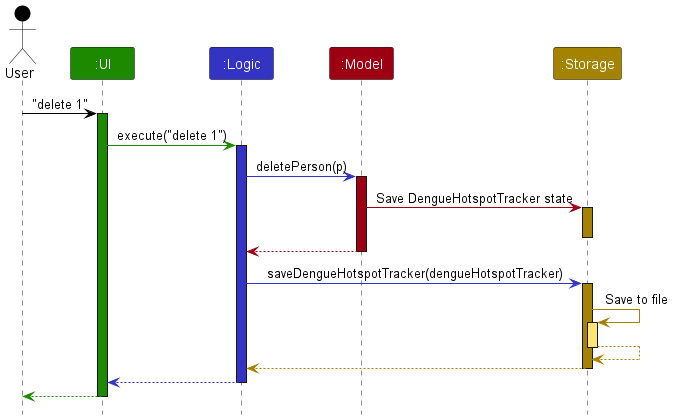 User
:UI
:Logic
:Model
:Storage
"delete 1"
execute("delete 1")
deletePerson(p)
Save DengueHotspotTracker state
saveDengueHotspotTracker(dengueHotspotTracker)
Save to file